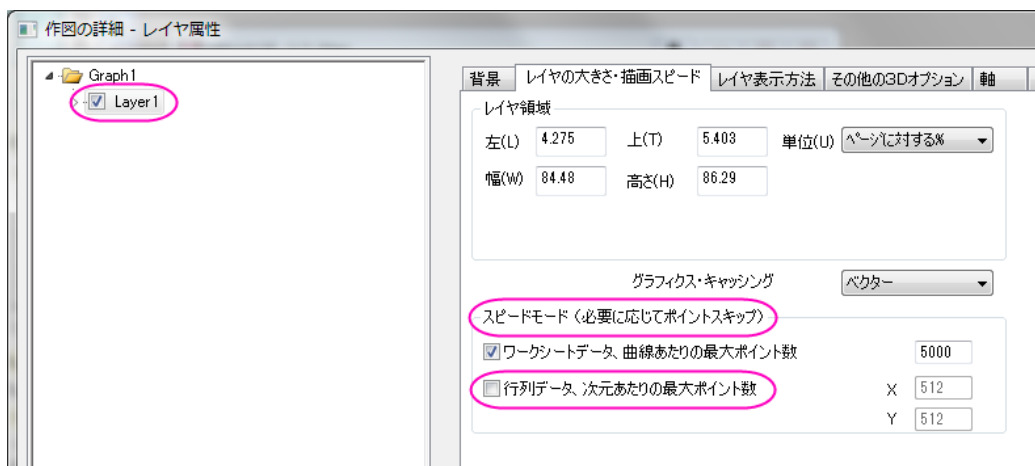 作図の詳細 - レイヤ属性
Graph1
Layer1
背景 レイヤの大きさ・描画スピード レイヤ表示方法 その他の3Dオプション 軸
レイヤ領域
左(L) 4.275 上(T) 5.403 単位(U) ページに対する%
幅(W) 84.48 高さ(H) 86.29
グラフィクス・キャッシング ベクター
スピードモード（必要に応じてポイントスキップ）
ワークシートデータ、曲線あたりの最大ポイント数 5000
行列データ、次元あたりの最大ポイント数 X 512
Y 512